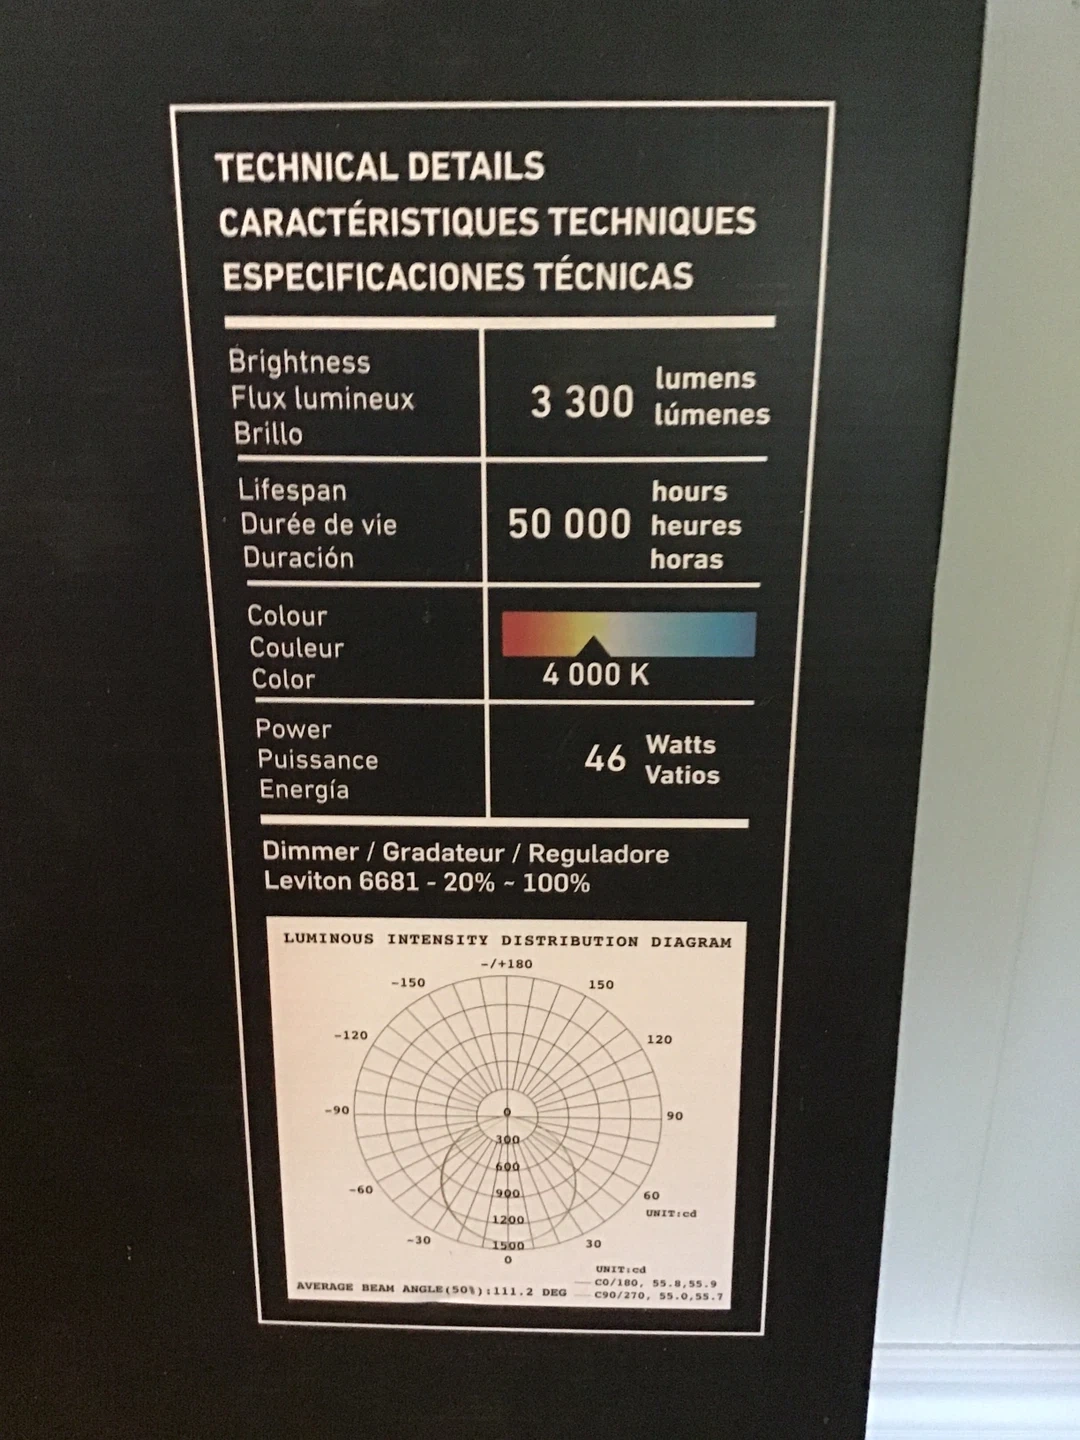 TECHNICAL DETAILS
CARACTÉRISTIQUES TECHNIQUES
ESPECIFICACIONES TÉCNICAS
Brightness
Flux lumineux
Brillo
3 300
lumens
lúmenes
Lifespan
Durée de vie
Duración
50 000
hours
heures
horas
Colour
Couleur
Color
4 000 K
Power
Puissance
Energía
46
Watts
Vatios
Dimmer / Gradateur / Reguladore
Leviton 6681 - 20% ~ 100%
LUMINOUS INTENSITY DISTRIBUTION DIAGRAM
-/+180
-150
150
-120
120
-90
0
90
300
600
-60
900
60
UNIT:cd
1200
-30
1500
30
0
UNIT:cd
C0/180, 55.8,55.9
AVERAGE BEAM ANGLE(50%):111.2 DEG
C90/270, 55.0,55.7